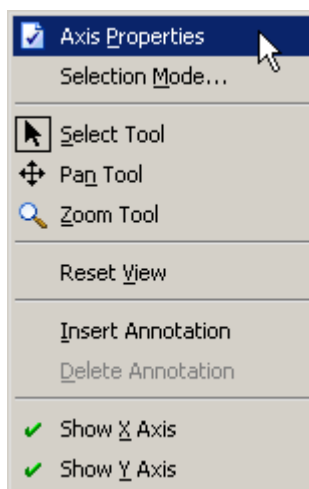 Axis Properties
Selection Mode...
Select Tool
Pan Tool
Zoom Tool
Reset View
Insert Annotation
Delete Annotation
Show X Axis
Show Y Axis